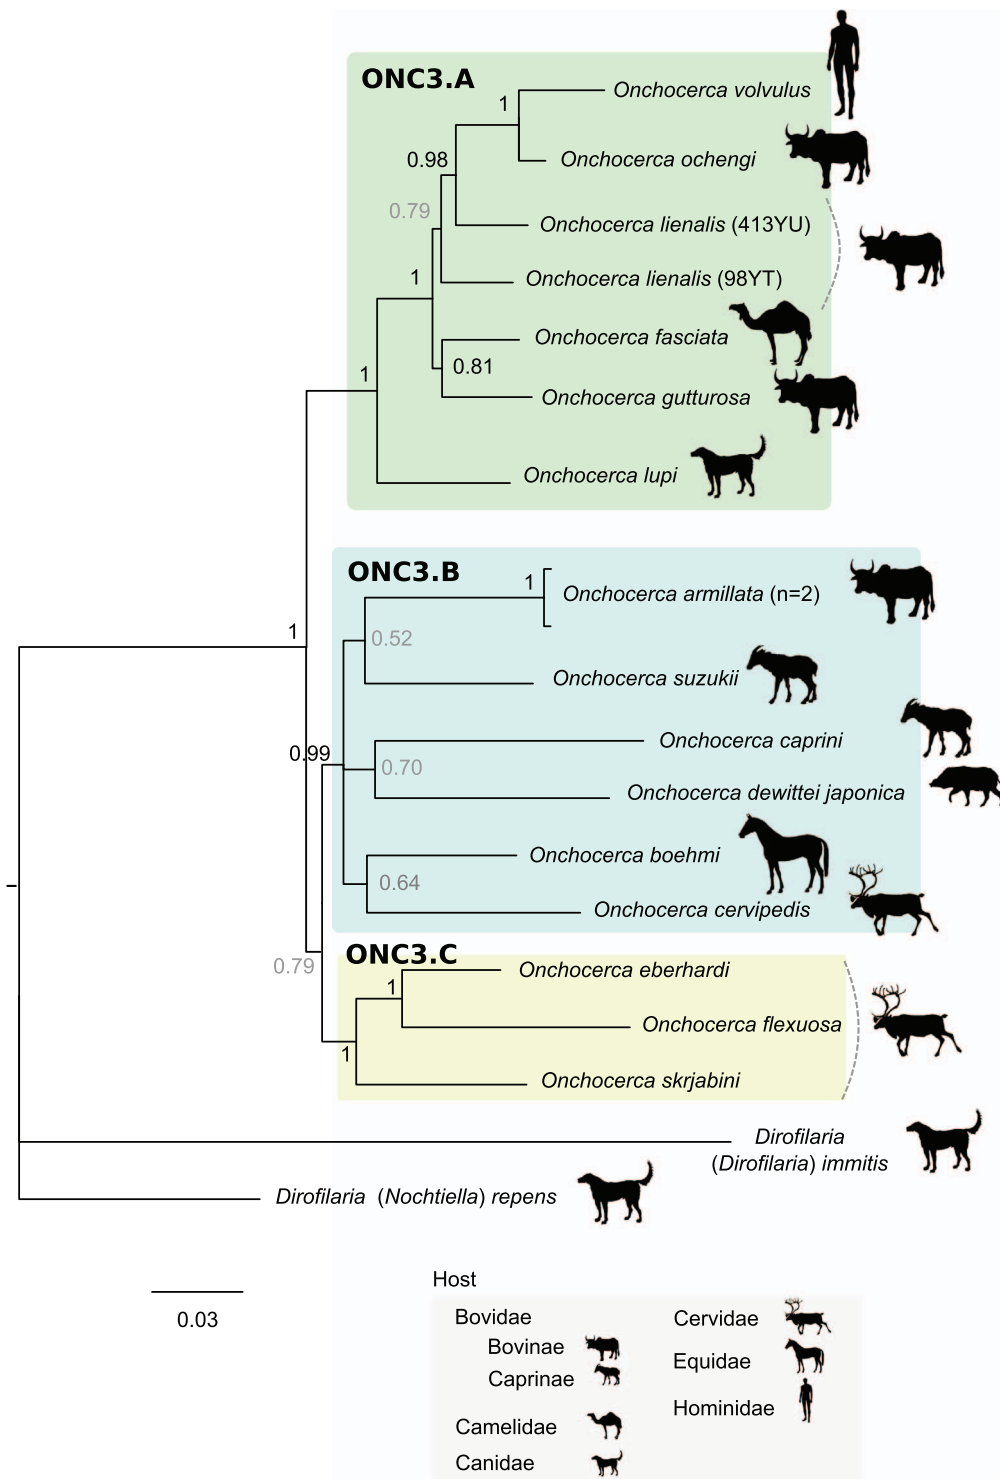 ONC3.A
Onchocerca volvulus
1
Onchocerca ochengi
0.98
0.79
Onchocerca lienalis (413YU)
1
Onchocerca lienalis (98YT)
Onchocerca fasciata
0.81
1
Onchocerca gutturosa
Onchocerca lupi
ONC3.B
1
Onchocerca armillata (n=2)
1
0.52
Onchocerca suzukii
Onchocerca caprini
0.99
0.70
Onchocerca dewittei japonica
Onchocerca boehmi
0.64
Onchocerca cervipedis
ONC3.C
0.79
Onchocerca eberhardi
1
Onchocerca flexuosa
1
Onchocerca skrjabini
Dirofilaria
(Dirofilaria) immitis
Dirofilaria (Nochtiella) repens
0.03
Host
Bovidae
Bovinae
Caprinae
Camelidae
Canidae
Cervidae
Equidae
Hominidae